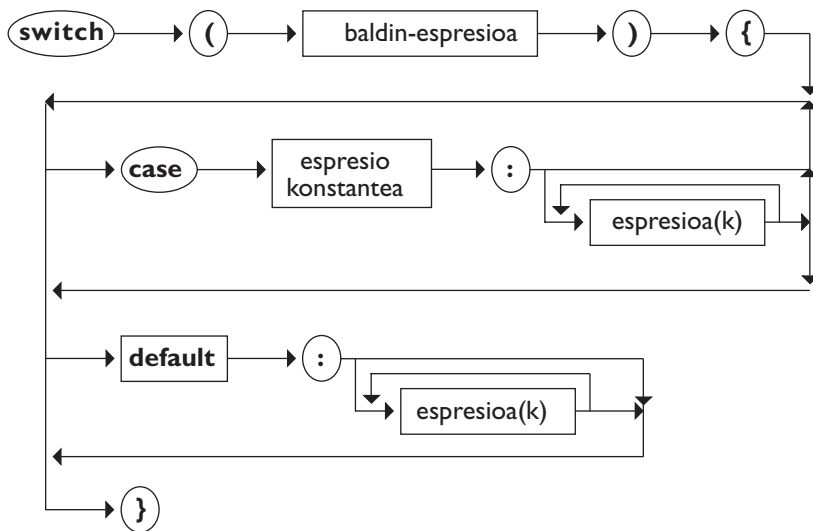 switch ( baldin-espresioa ) {
case espresio konstantea :
espresioa(k)
default :
espresioa(k)
}